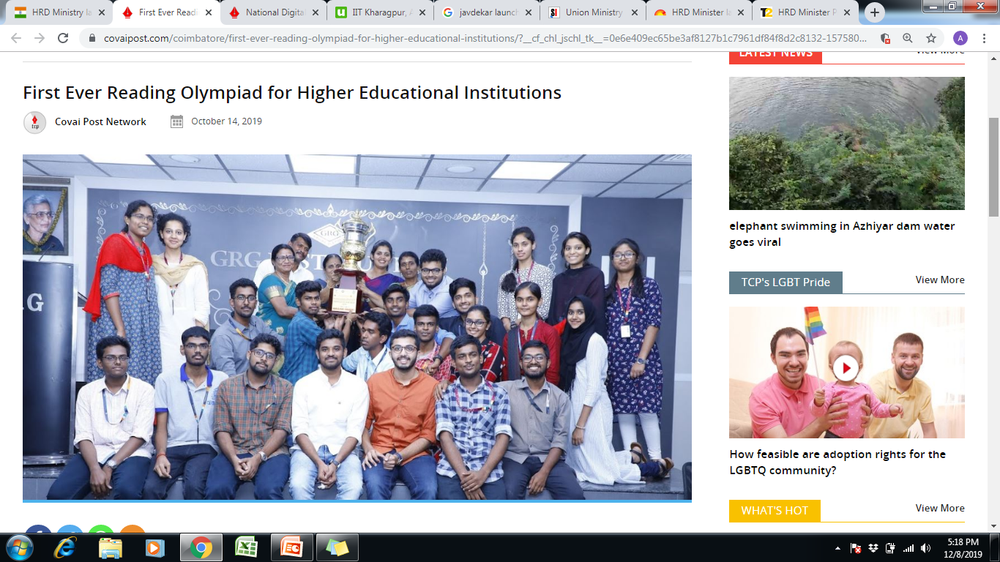 HRD Ministry la
First Ever Readi
National Digital
IIT Kharagpur, A
javdekar launch
Union Ministry
HRD Minister la
HRD Minister P
covaipost.com/coimbatore/first-ever-reading-olympiad-for-higher-educational-institutions/?__cf_chl_jschl_tk__=0e6e409ec65be3af8127b1c7961df84f8d2c8132-157580...
A
LATEST NEWS
View More
First Ever Reading Olympiad for Higher Educational Institutions
tcp
Covai Post Network
October 14, 2019
GRG
GRG
elephant swimming in Azhiyar dam water
goes viral
TCP's LGBT Pride
View More
How feasible are adoption rights for the
LGBTQ community?
WHAT'S HOT
View More
5:18 PM
12/8/2019